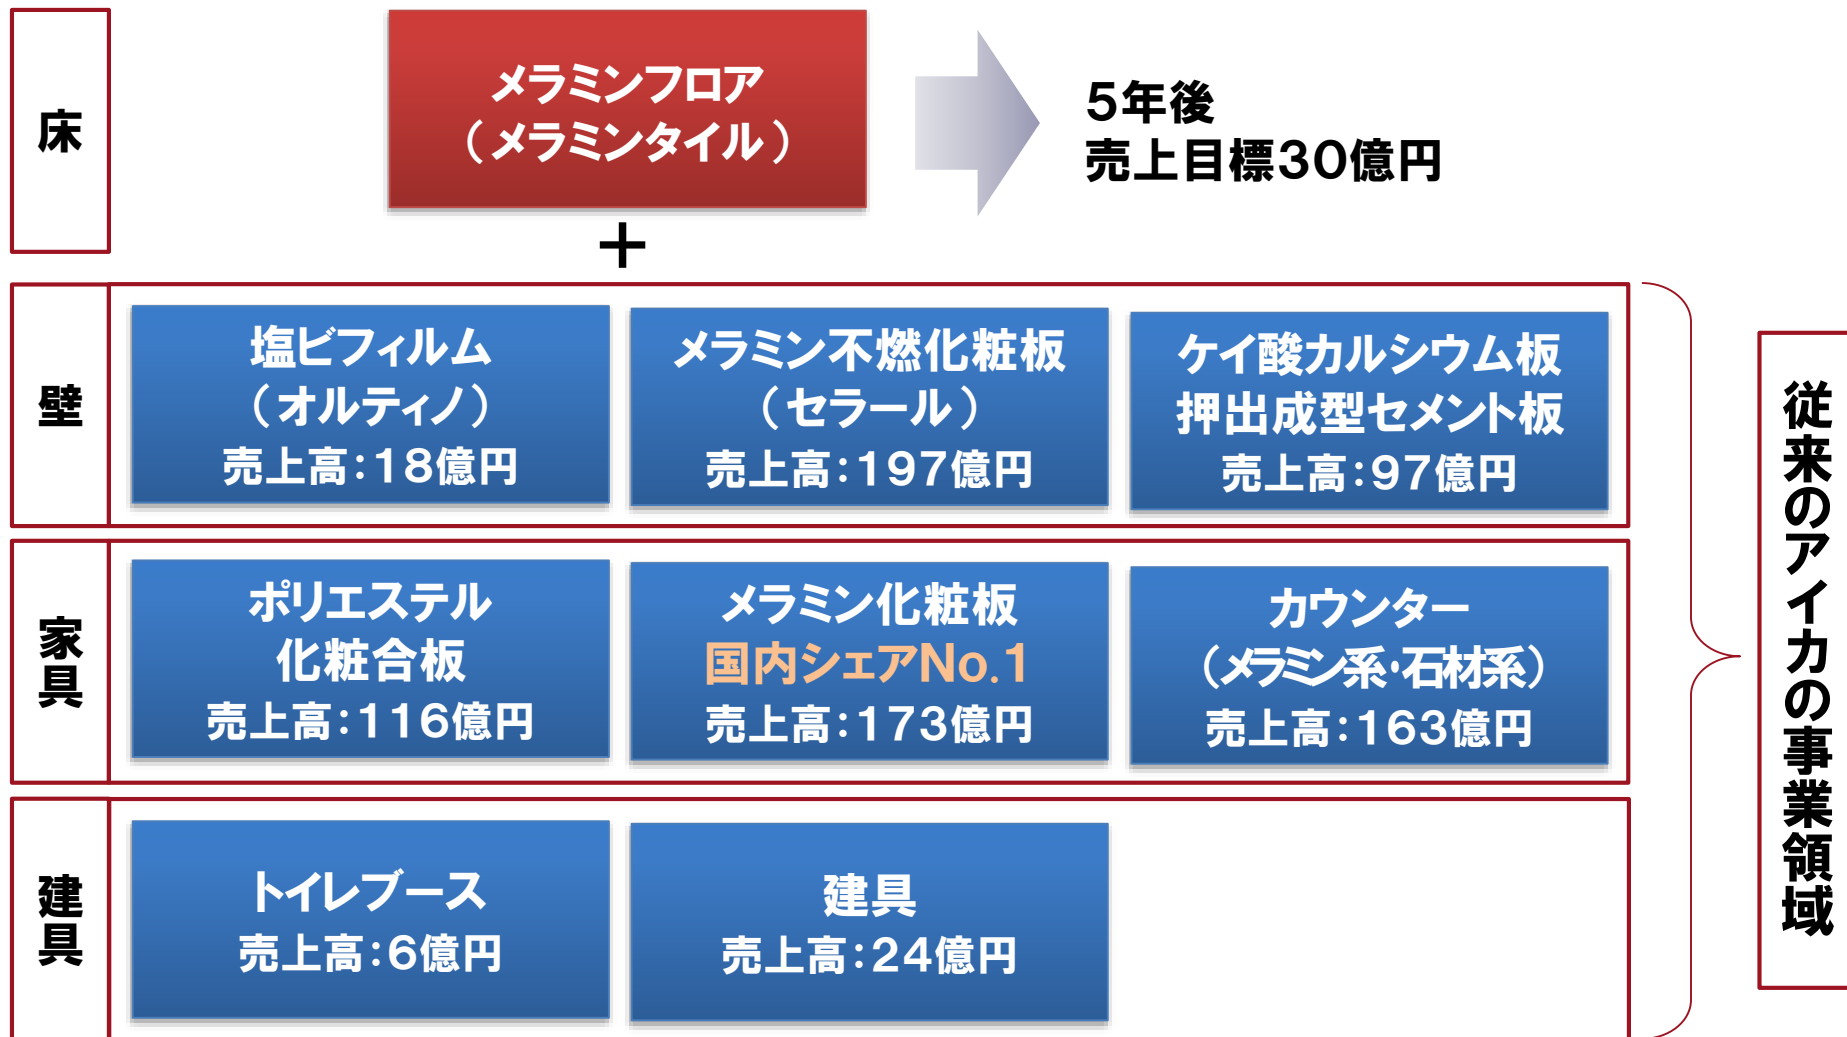 床
メラミンフロア
（メラミンタイル）
5年後
売上目標30億円
＋
壁
塩ビフィルム
（オルティノ）
売上高：18億円
メラミン不燃化粧板
（セラール）
売上高：197億円
ケイ酸カルシウム板
押出成型セメント板
売上高：97億円
家具
ポリエステル
化粧合板
売上高：116億円
メラミン化粧板
国内シェアNo.1
売上高：173億円
カウンター
（メラミン系・石材系）
売上高：163億円
建具
トイレブース
売上高：6億円
建具
売上高：24億円
従来のアイカの事業領域